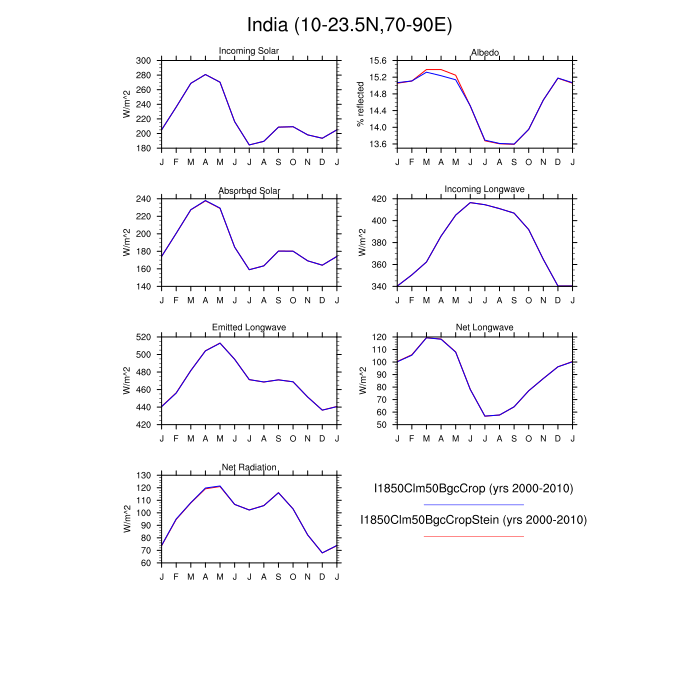 India (10-23.5N,70-90E)
Incoming Solar
W/m^2
300
280
260
240
220
200
180
J F M A M J J A S O N D J
Albedo
% reflected
15.6
15.2
14.8
14.4
14.0
13.6
J F M A M J J A S O N D J
Absorbed Solar
W/m^2
240
220
200
180
160
140
J F M A M J J A S O N D J
Incoming Longwave
W/m^2
420
400
380
360
340
J F M A M J J A S O N D J
Emitted Longwave
W/m^2
520
500
480
460
440
420
J F M A M J J A S O N D J
Net Longwave
W/m^2
120
110
100
90
80
70
60
50
J F M A M J J A S O N D J
Net Radiation
W/m^2
130
120
110
100
90
80
70
60
J F M A M J J A S O N D J
I1850Clm50BgcCrop (yrs 2000-2010)
I1850Clm50BgcCropStein (yrs 2000-2010)